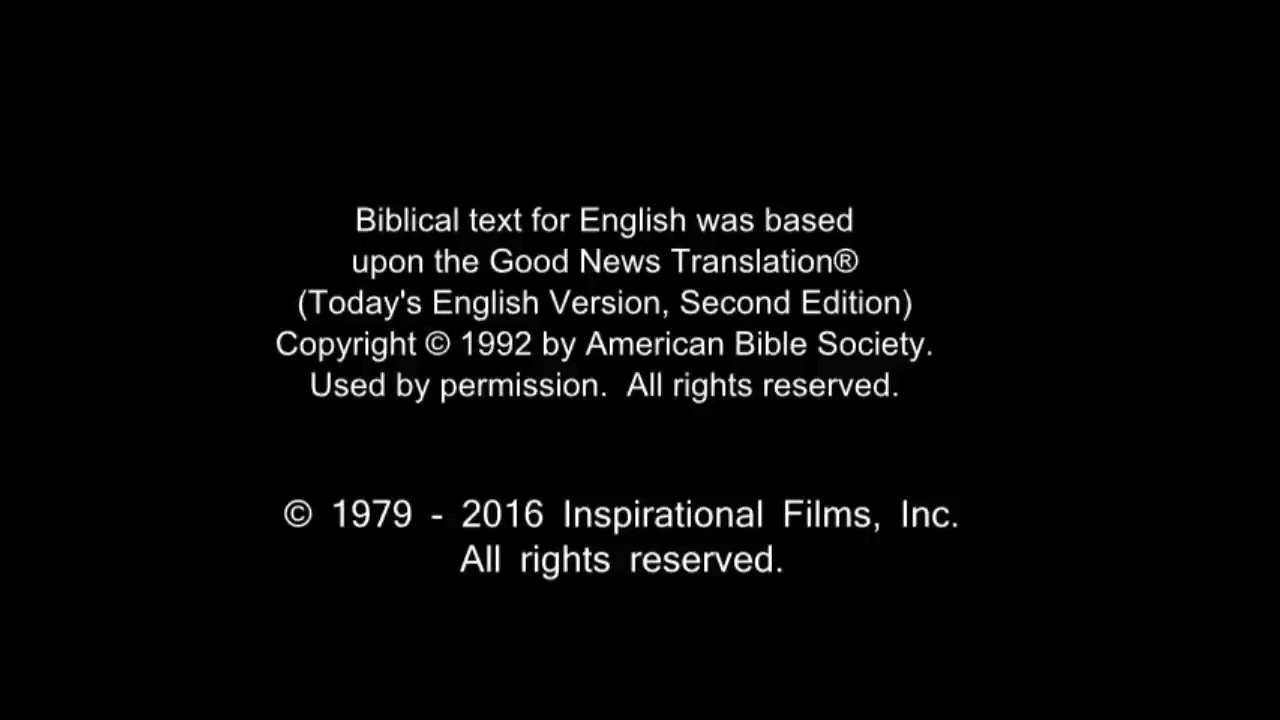 Biblical text for English was based
upon the Good News Translation®
(Today's English Version, Second Edition)
Copyright © 1992 by American Bible Society.
Used by permission.  All rights reserved.
© 1979 - 2016 Inspirational Films, Inc.
All rights reserved.